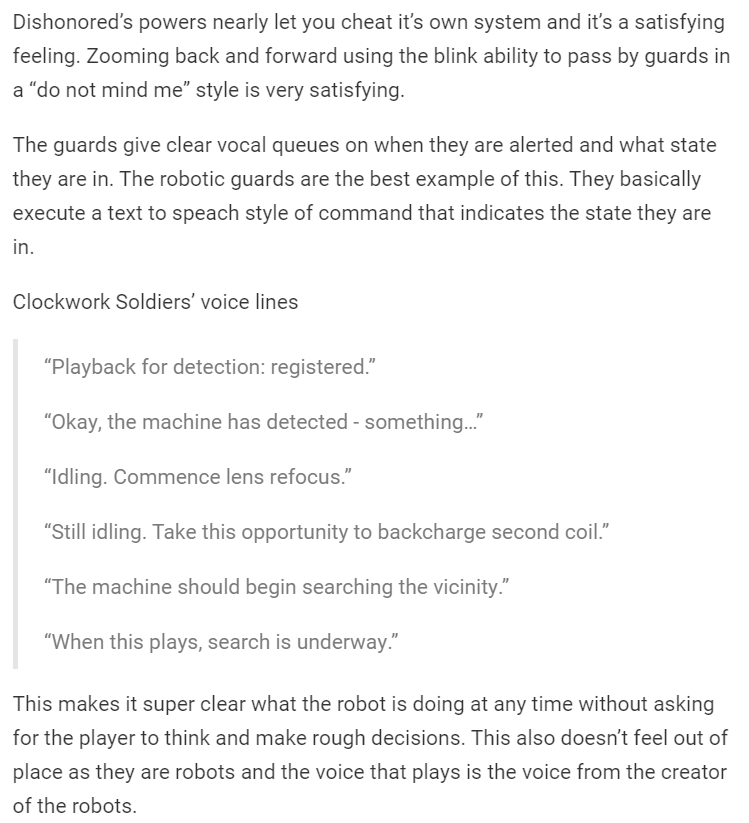 Dishonored’s powers nearly let you cheat it’s own system and it’s a satisfying
feeling. Zooming back and forward using the blink ability to pass by guards in
a “do not mind me” style is very satisfying.
The guards give clear vocal queues on when they are alerted and what state
they are in. The robotic guards are the best example of this. They basically
execute a text to speach style of command that indicates the state they are
in.
Clockwork Soldiers’ voice lines
“Playback for detection: registered.”
“Okay, the machine has detected - something…”
“Idling. Commence lens refocus.”
“Still idling. Take this opportunity to backcharge second coil.”
“The machine should begin searching the vicinity.”
“When this plays, search is underway.”
This makes it super clear what the robot is doing at any time without asking
for the player to think and make rough decisions. This also doesn’t feel out of
place as they are robots and the voice that plays is the voice from the creator
of the robots.